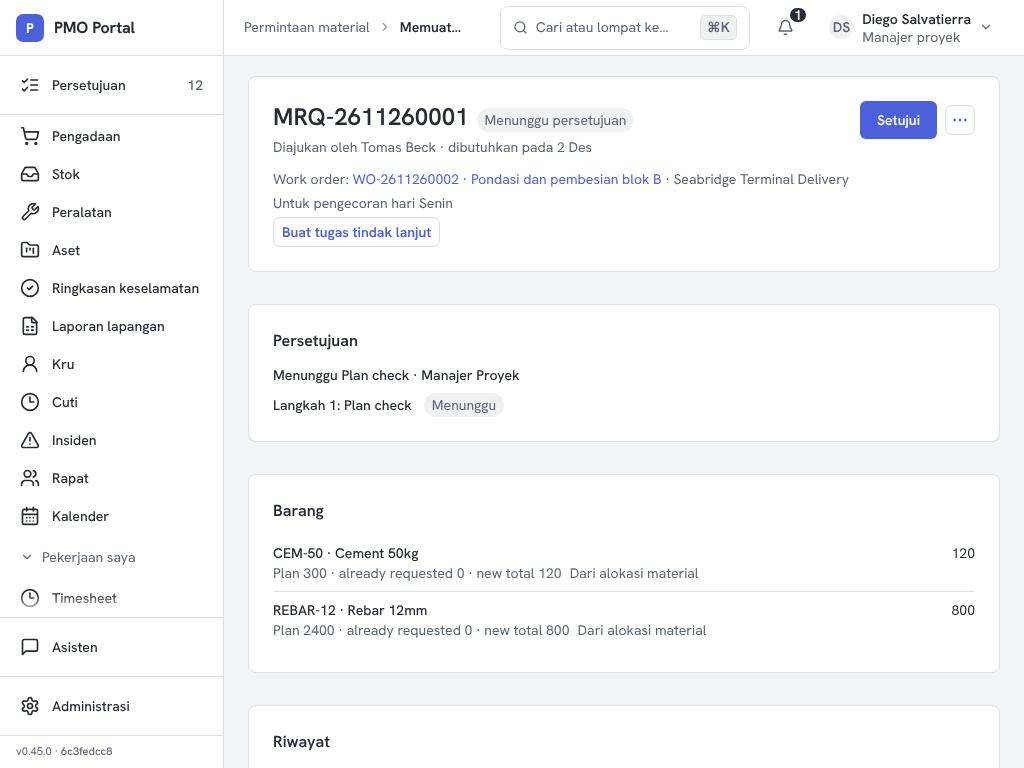 P PMO Portal
Persetujuan 12
Pengadaan
Stok
Peralatan
Aset
Ringkasan keselamatan
Laporan lapangan
Kru
Cuti
Insiden
Rapat
Kalender
Pekerjaan saya
Timesheet
Asisten
Administrasi
v0.45.0 · 6c3fedcc8
Permintaan material > Memuat...
Cari atau lompat ke... ⌘K
1
DS
Diego Salvatierra
Manajer proyek
MRQ-2611260001 Menunggu persetujuan
Setujui
Diajukan oleh Tomas Beck · dibutuhkan pada 2 Des
Work order: WO-2611260002 · Pondasi dan pembesian blok B · Seabridge Terminal Delivery
Untuk pengecoran hari Senin
Buat tugas tindak lanjut
Persetujuan
Menunggu Plan check · Manajer Proyek
Langkah 1: Plan check Menunggu
Barang
CEM-50 · Cement 50kg 120
Plan 300 · already requested 0 · new total 120 Dari alokasi material
REBAR-12 · Rebar 12mm 800
Plan 2400 · already requested 0 · new total 800 Dari alokasi material
Riwayat